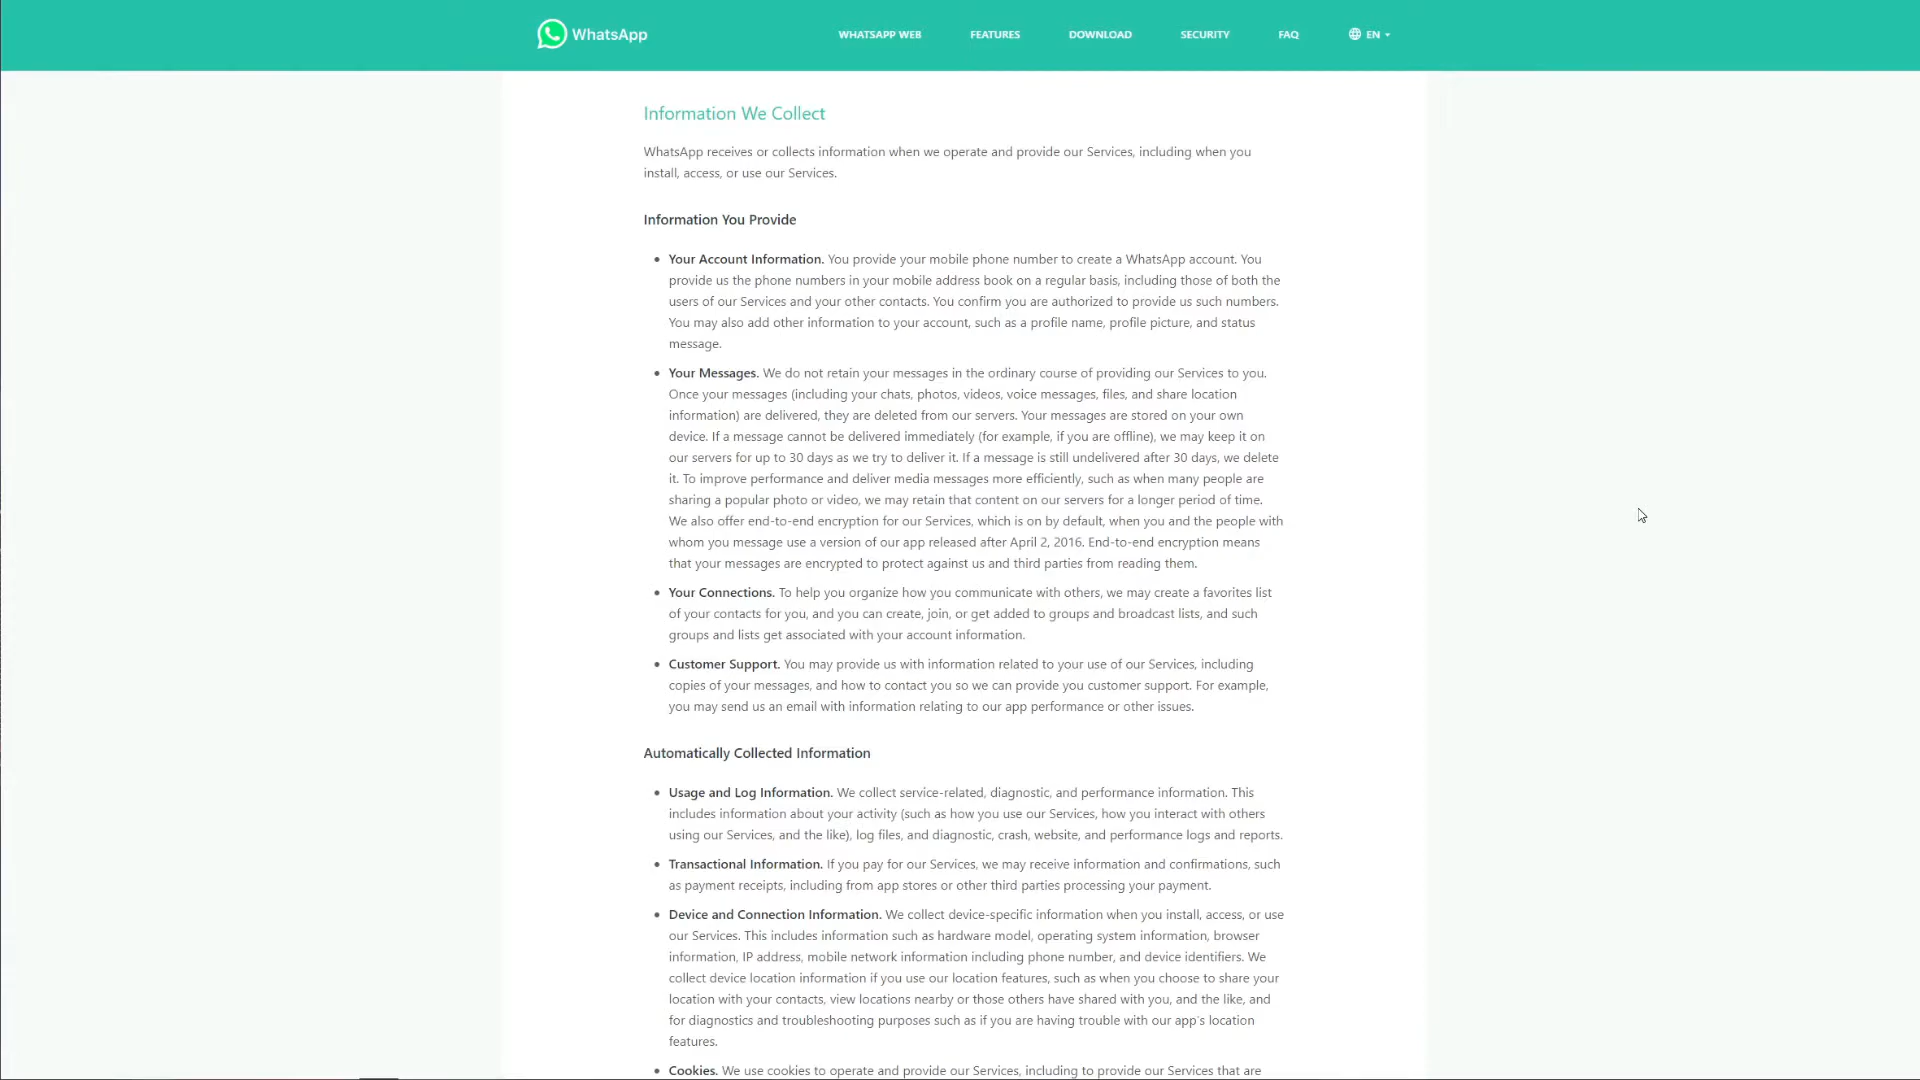 WhatsApp
WHATSAPP WEB
FEATURES
DOWNLOAD
SECURITY
FAQ
EN
Information We Collect
WhatsApp receives or collects information when we operate and provide our Services, including when you
install, access, or use our Services.
Information You Provide
Your Account Information. You provide your mobile phone number to create a WhatsApp account. You
provide us the phone numbers in your mobile address book on a regular basis, including those of both the
users of our Services and your other contacts. You confirm you are authorized to provide us such numbers.
You may also add other information to your account, such as a profile name, profile picture, and status
message.
Your Messages. We do not retain your messages in the ordinary course of providing our Services to you.
Once your messages (including your chats, photos, videos, voice messages, files, and share location
information) are delivered, they are deleted from our servers. Your messages are stored on your own
device. If a message cannot be delivered immediately (for example, if you are offline), we may keep it on
our servers for up to 30 days as we try to deliver it. If a message is still undelivered after 30 days, we delete
it. To improve performance and deliver media messages more efficiently, such as when many people are
sharing a popular photo or video, we may retain that content on our servers for a longer period of time.
We also offer end-to-end encryption for our Services, which is on by default, when you and the people with
whom you message use a version of our app released after April 2, 2016. End-to-end encryption means
that your messages are encrypted to protect against us and third parties from reading them.
Your Connections. To help you organize how you communicate with others, we may create a favorites list
of your contacts for you, and you can create, join, or get added to groups and broadcast lists, and such
groups and lists get associated with your account information.
Customer Support. You may provide us with information related to your use of our Services, including
copies of your messages, and how to contact you so we can provide you customer support. For example,
you may send us an email with information relating to our app performance or other issues.
Automatically Collected Information
Usage and Log Information. We collect service-related, diagnostic, and performance information. This
includes information about your activity (such as how you use our Services, how you interact with others
using our Services, and the like), log files, and diagnostic, crash, website, and performance logs and reports.
Transactional Information. If you pay for our Services, we may receive information and confirmations, such
as payment receipts, including from app stores or other third parties processing your payment.
Device and Connection Information. We collect device-specific information when you install, access, or use
our Services. This includes information such as hardware model, operating system information, browser
information, IP address, mobile network information including phone number, and device identifiers. We
collect device location information if you use our location features, such as when you choose to share your
location with your contacts, view locations nearby or those others have shared with you, and the like, and
for diagnostics and troubleshooting purposes such as if you are having trouble with our app's location
features.
Cookies. We use cookies to operate and provide our Services, including to provide our Services that are